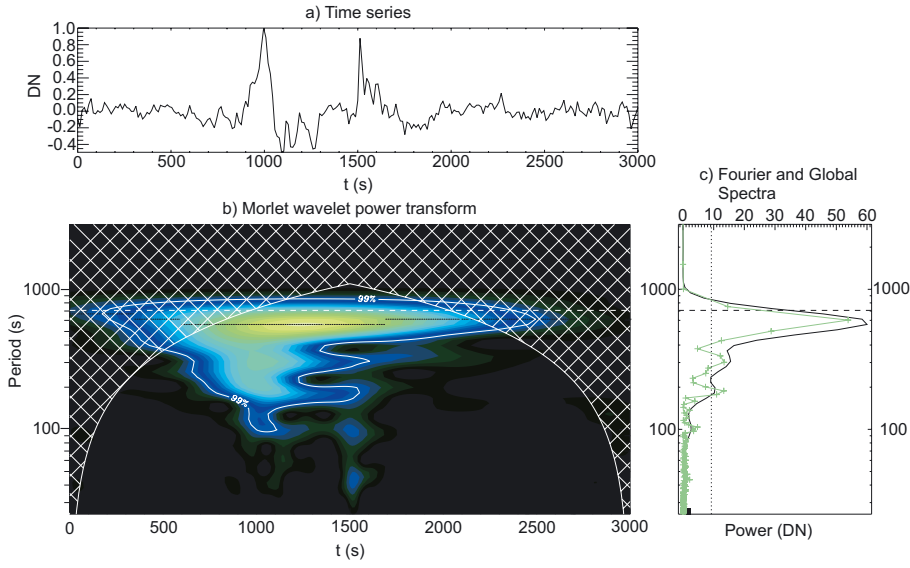 a) Time series
1.0
0.8
0.6
0.4
0.2
0.0
-0.2
-0.4
DN
0 500 1000 1500 2000 2500 3000
t (s)
b) Morlet wavelet power transform
1000
100
Period (s)
99%
99%
0 500 1000 1500 2000 2500 3000
t (s)
c) Fourier and Global
Spectra
0 10 20 30 40 50 60
1000 1000
100 100
Power (DN)